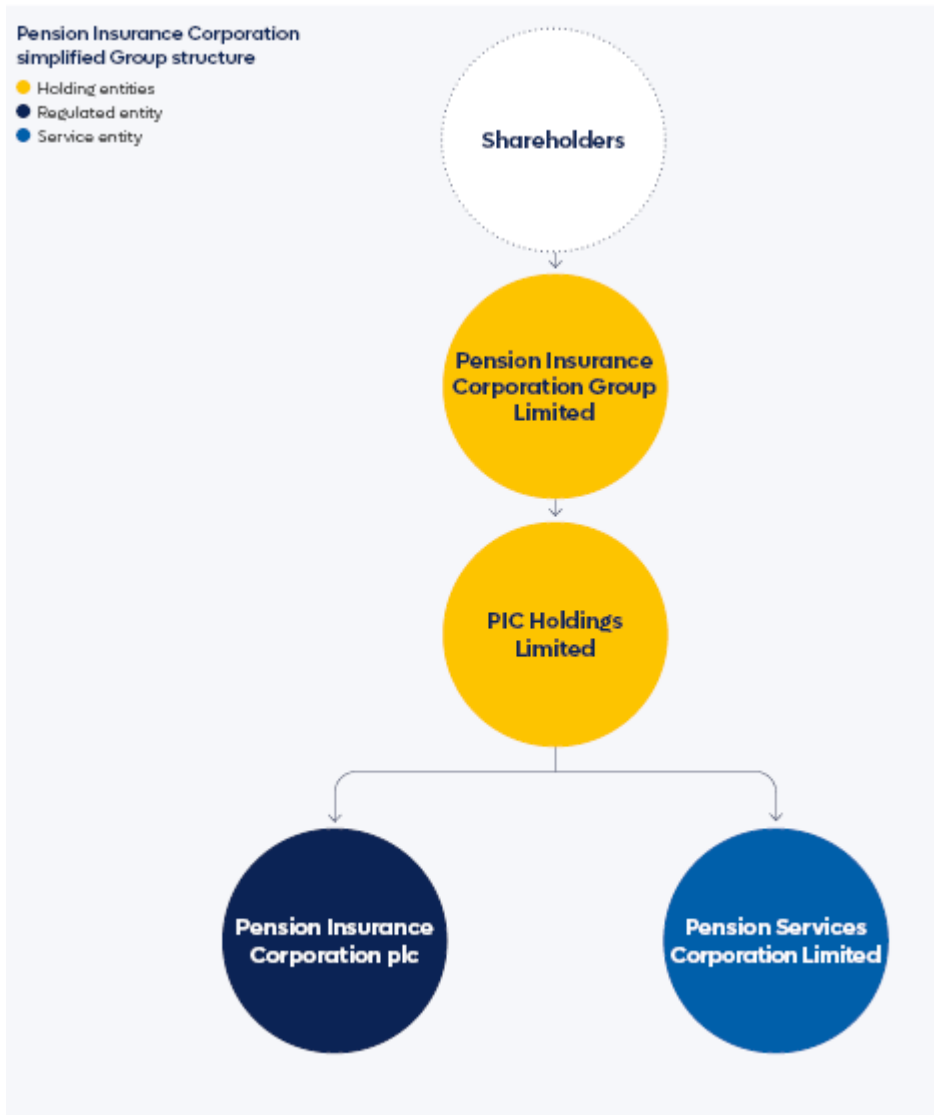 Pension Insurance Corporation
simplified Group structure
Holding entities
Regulated entity
Service entity
Shareholders
Pension Insurance
Corporation Group
Limited
PIC Holdings
Limited
Pension Insurance
Corporation plc
Pension Services
Corporation Limited